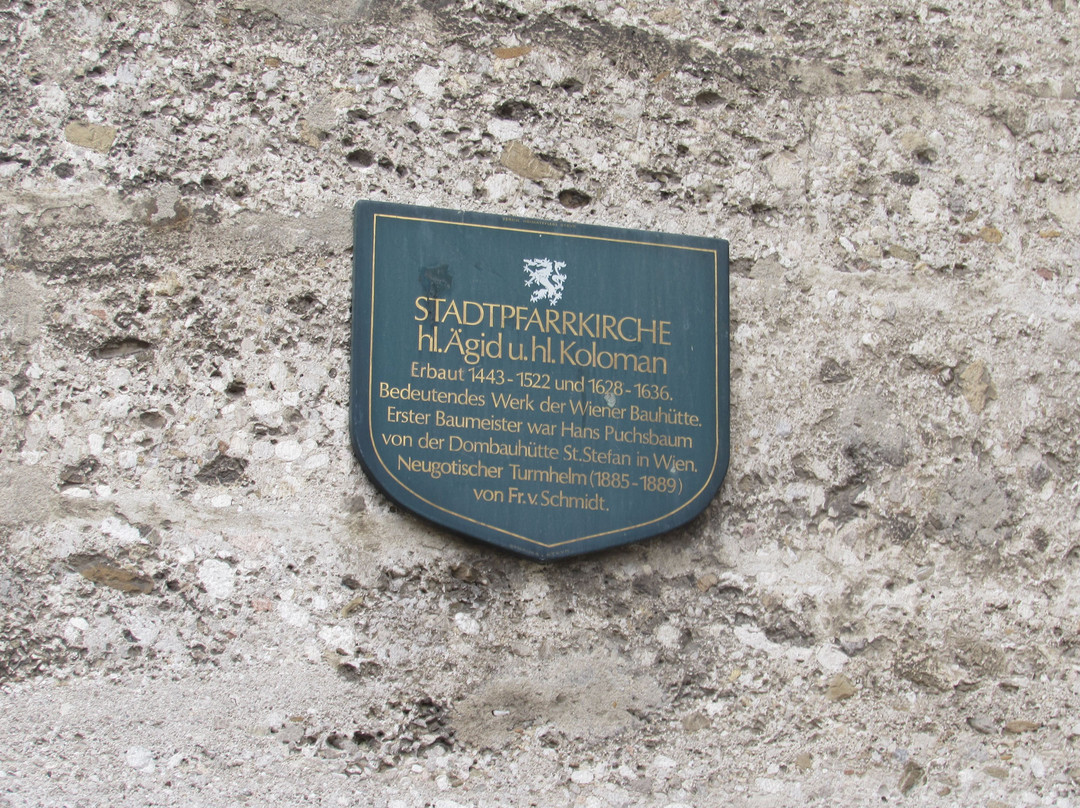 STADTPFARRKIRCHE
hl. Ägid u. hl. Koloman
Erbaut 1443-1522 und 1628-1636.
Bedeutendes Werk der Wiener Bauhütte.
Erster Baumeister war Hans Puchsbaum
von der Dombauhütte St. Stefan in Wien.
Neugotischer Turmhelm (1885-1889)
von Fr. v. Schmidt.